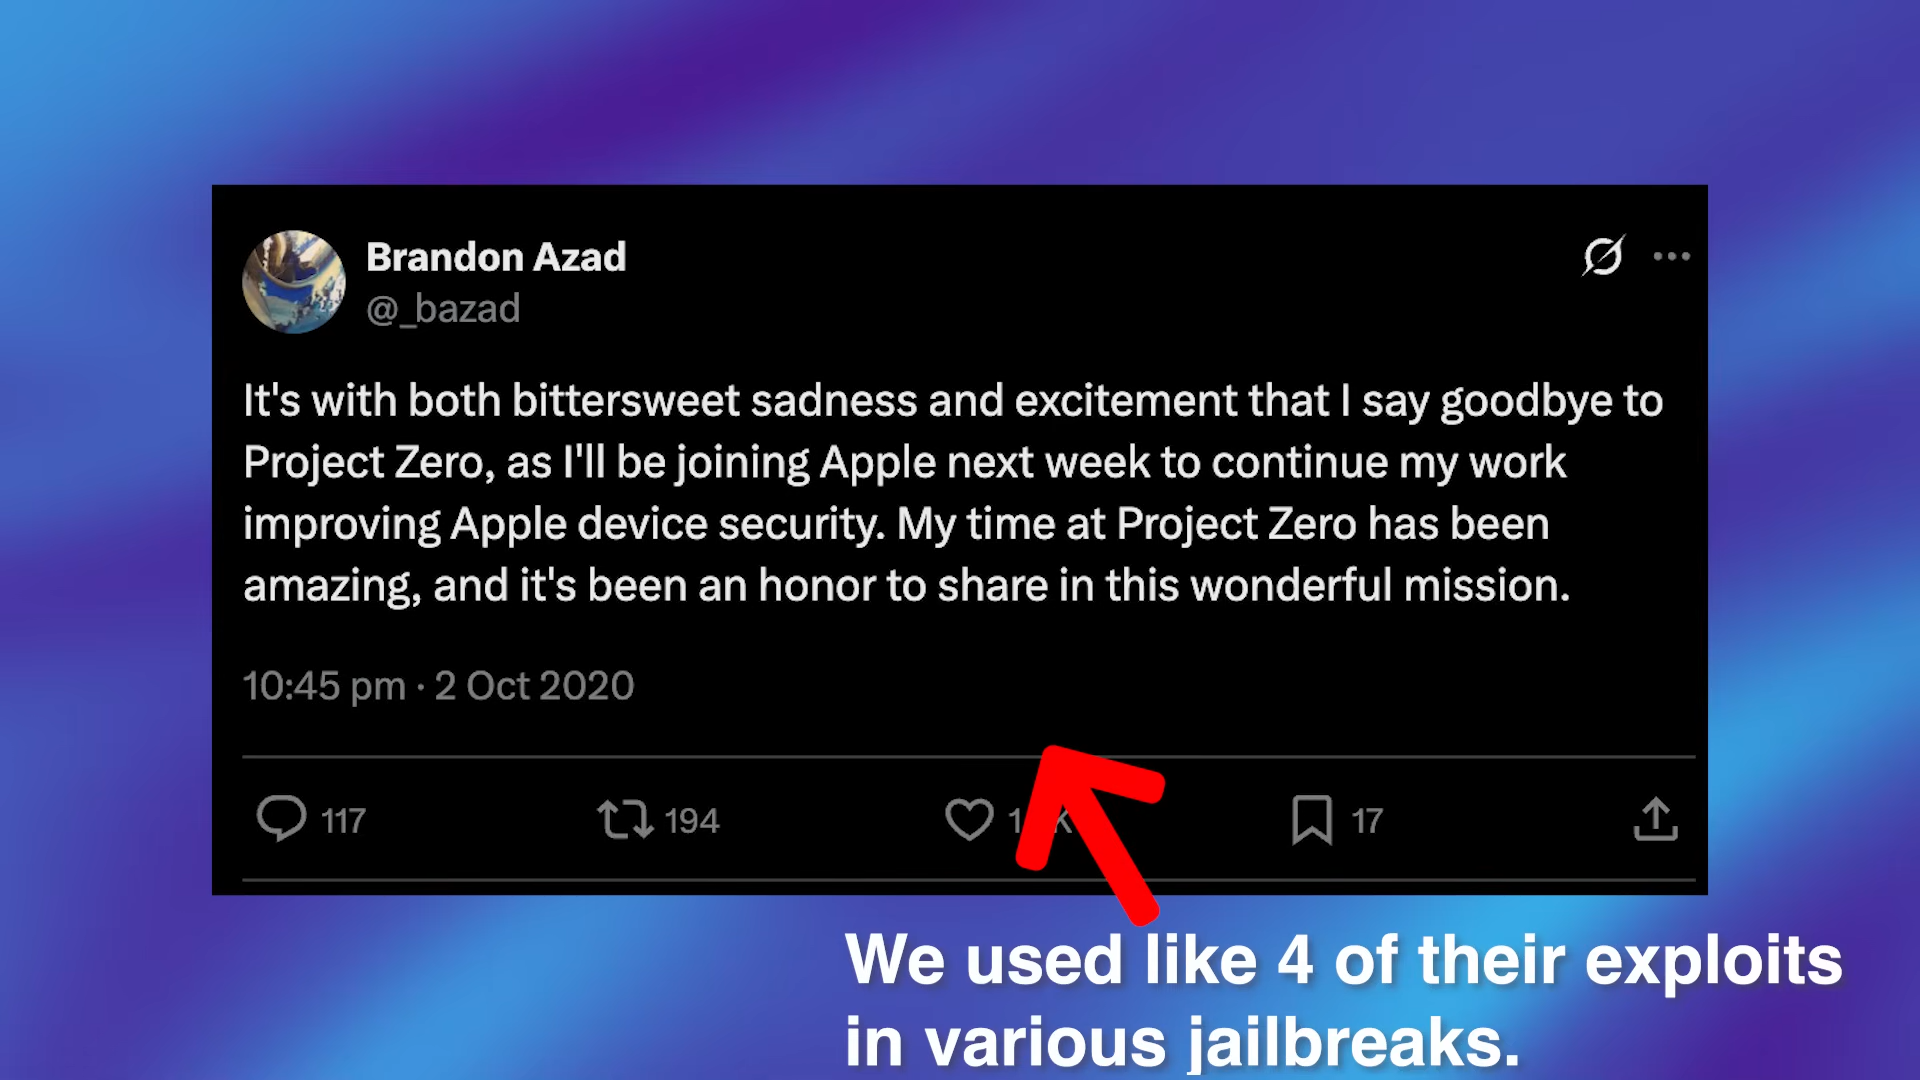 Brandon Azad
@_bazad
It's with both bittersweet sadness and excitement that I say goodbye to
Project Zero, as I'll be joining Apple next week to continue my work
improving Apple device security. My time at Project Zero has been
amazing, and it's been an honor to share in this wonderful mission.
10:45 pm · 2 Oct 2020
117 194 17
We used like 4 of their exploits
in various jailbreaks.